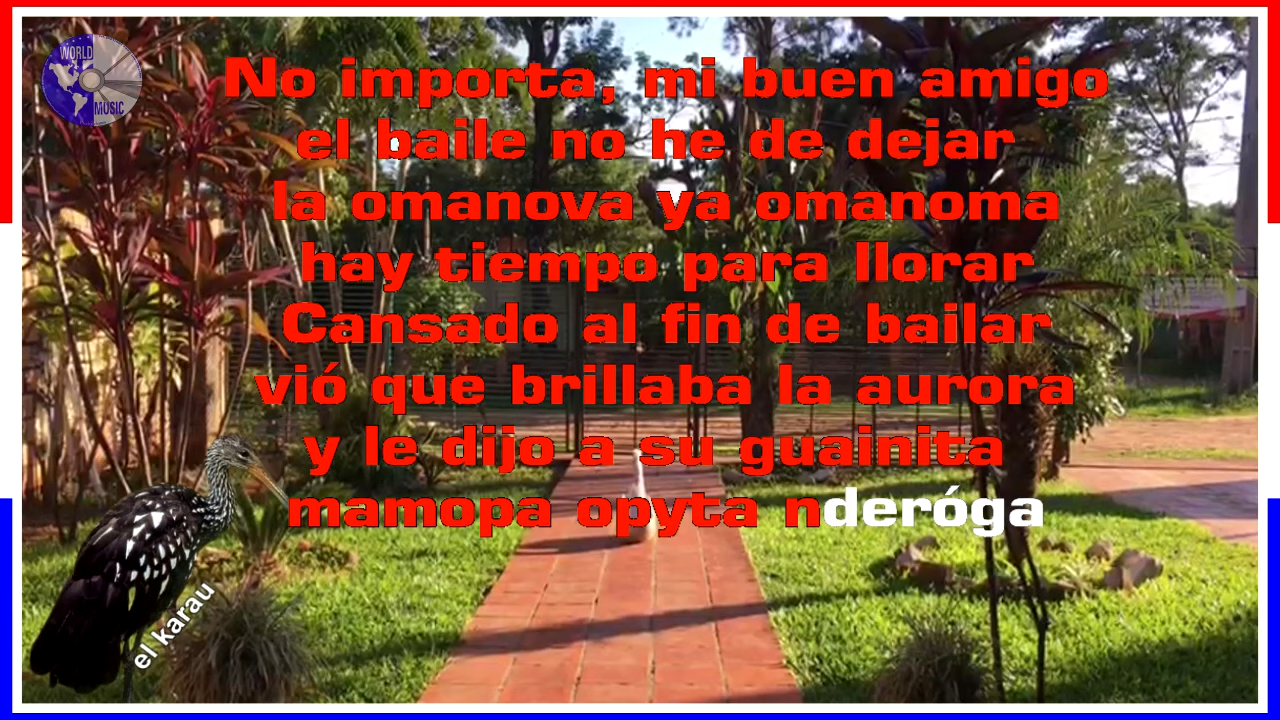 WORLD
MUSIC
No importa, mi buen amigo
el baile no he de dejar
la omanova ya omanoma
hay tiempo para llorar
Cansado al fin de bailar
vió que brillaba la aurora
y le dijo a su guainita
mamopa opyta nderóga
el karau